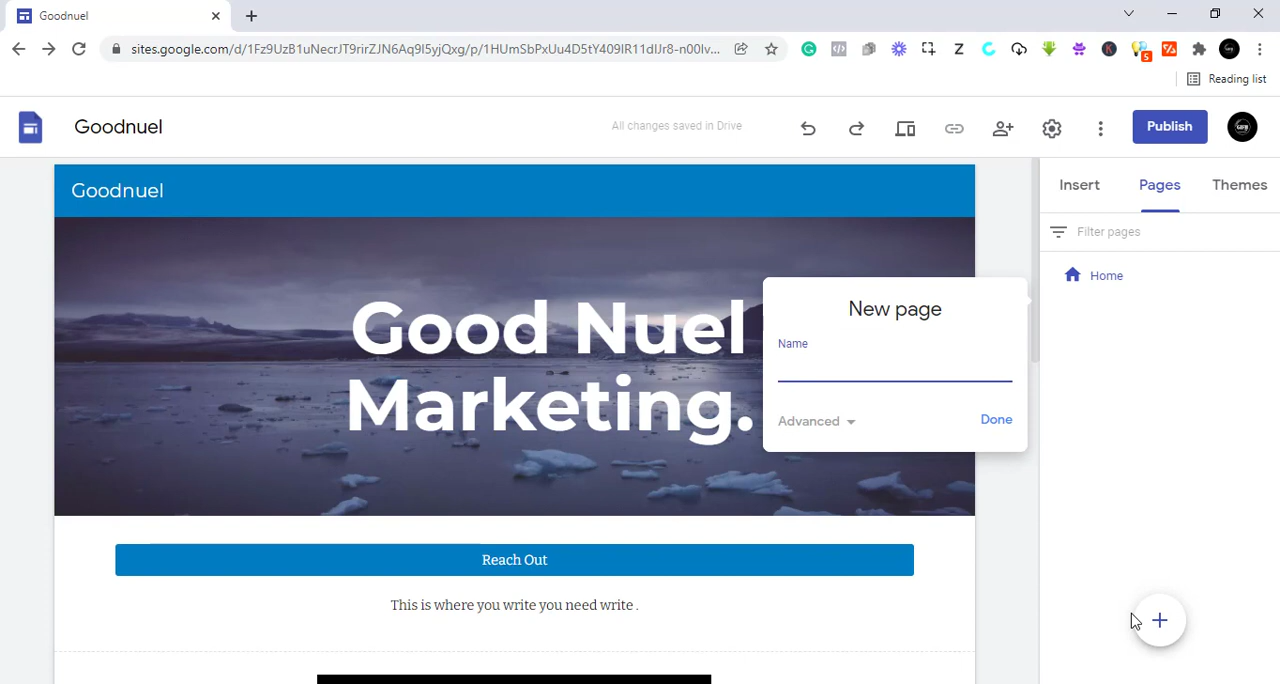 Goodnuel
sites.google.com/d/1Fz9UzB1uNecrJT9rirZJN6Aq9I5yjQxg/p/1HUmSbPxUu4D5tY409IR11dIJr8-n00lv...
5
Reading list
Goodnuel
All changes saved in Drive
Publish
Goodnuel
Insert
Pages
Themes
Filter pages
Home
Good Nuel
Marketing.
New page
Name
Advanced
Done
Reach Out
This is where you write you need write .